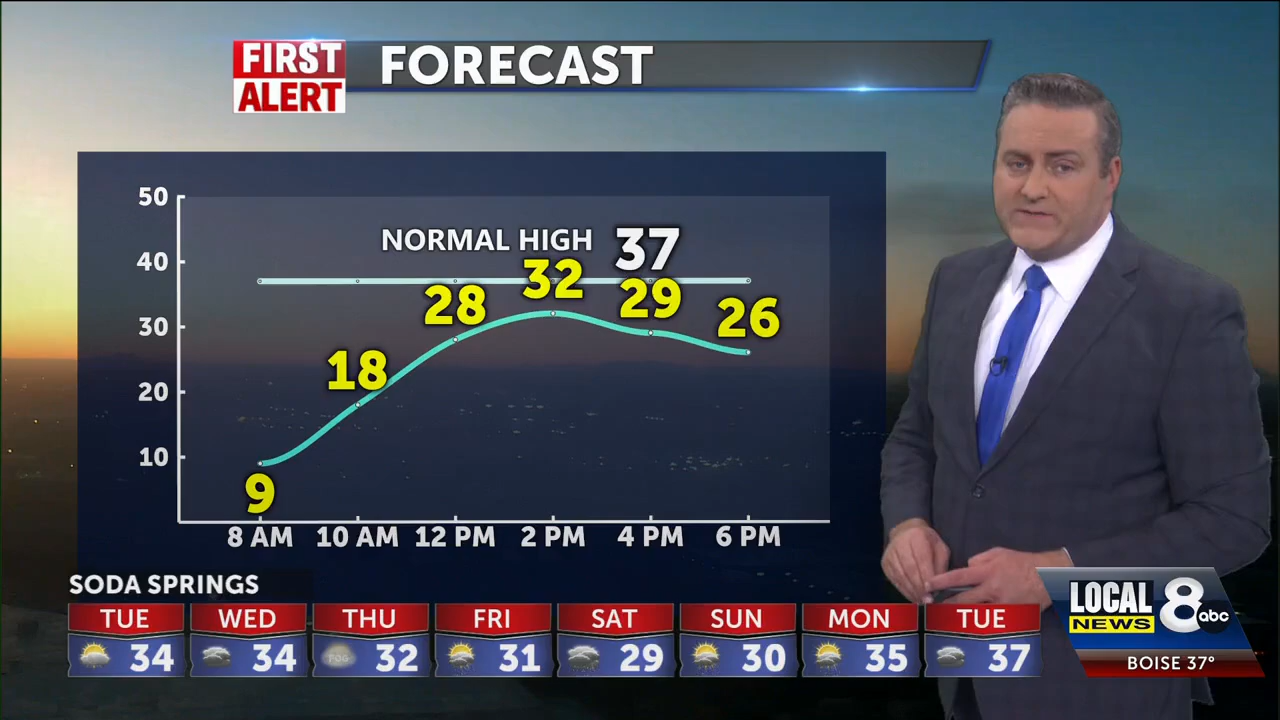 FIRST
ALERT
FORECAST
50
40
30
20
10
NORMAL HIGH 37
9
18
28
32
29
26
8 AM 10 AM 12 PM 2 PM 4 PM 6 PM
SODA SPRINGS
TUE WED THU FRI SAT SUN MON TUE
FOG
34 34 32 31 29 30 35 37
LOCAL
NEWS
8
abc
BOISE 37°